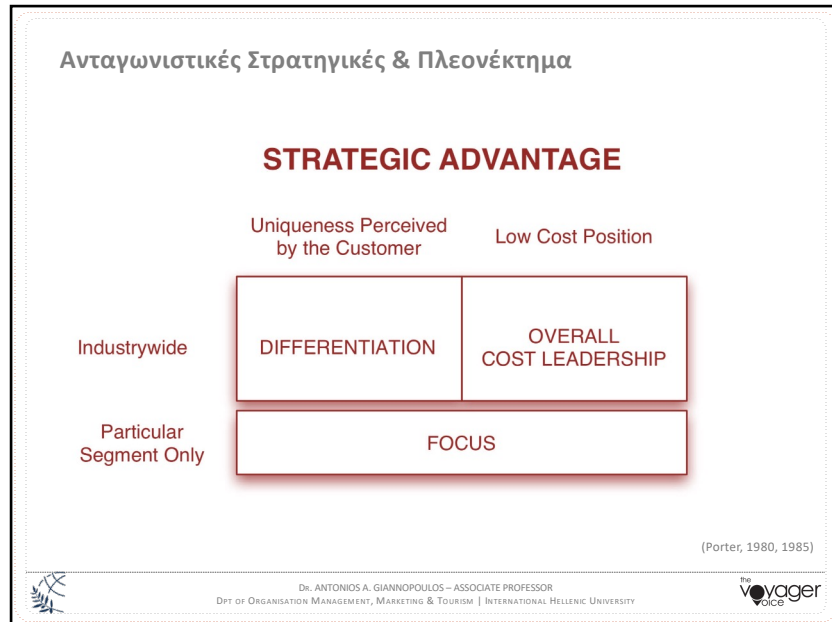 Ανταγωνιστικές Στρατηγικές & Πλεονέκτημα
STRATEGIC ADVANTAGE
Uniqueness Perceived
by the Customer
Low Cost Position
Industrywide
DIFFERENTIATION
OVERALL
COST LEADERSHIP
Particular
Segment Only
FOCUS
(Porter, 1980, 1985)
DR. ANTONIOS A. GIANNOPOULOS – ASSOCIATE PROFESSOR
DPT OF ORGANISATION MANAGEMENT, MARKETING & TOURISM | INTERNATIONAL HELLENIC UNIVERSITY
the
voyager
voice